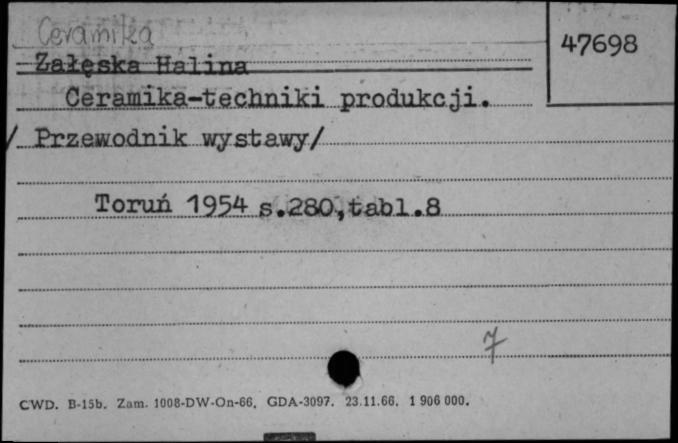 Ceramika
47698
Załęska Halina
Ceramika-techniki produkcji.
/ Przewodnik wystawy/
Toruń 1954 s.280,tabl.8
7
CWD. B-15b. Zam. 1008-DW-On-66. GDA-3097. 23.11.66. 1 906 000.